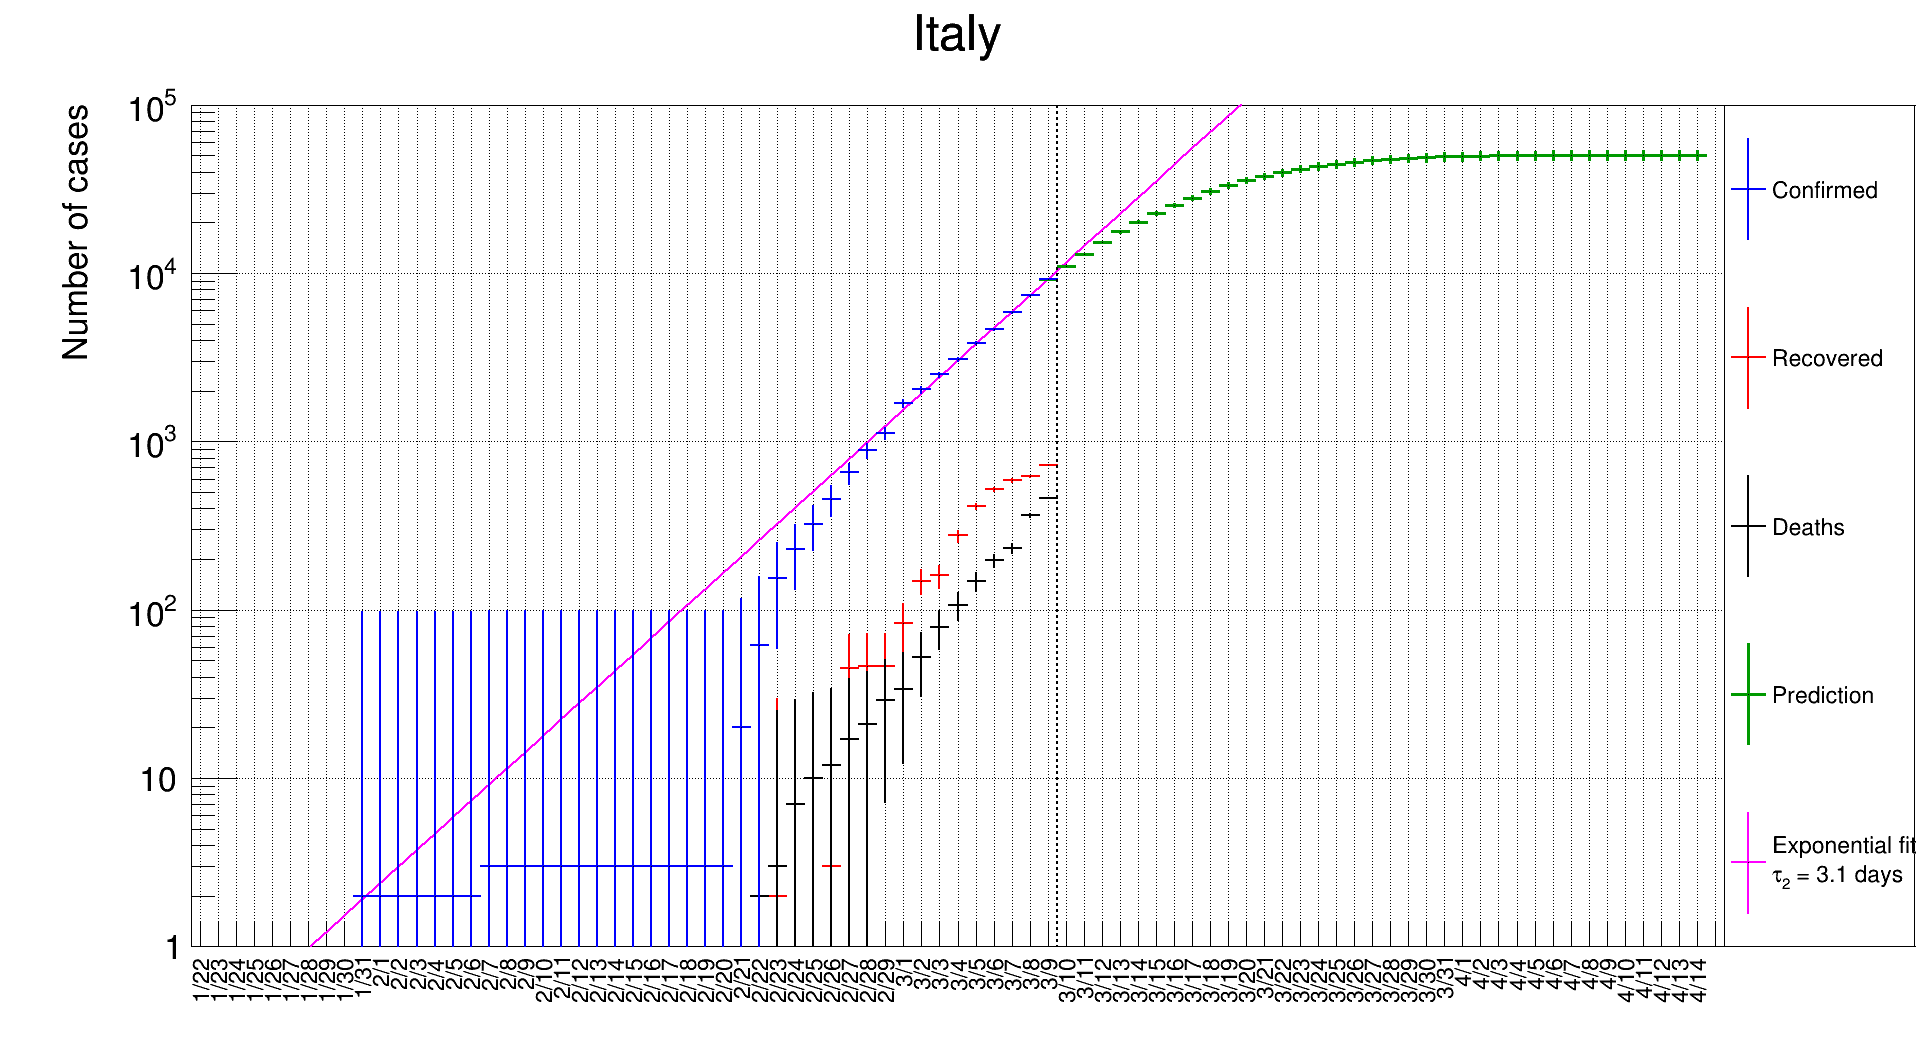 Italy
Number of cases
10^5
10^4
10^3
10^2
10
1
1/22 1/23 1/24 1/25 1/26 1/27 1/28 1/29 1/30 1/31 2/1 2/2 2/3 2/4 2/5 2/6 2/7 2/8 2/9 2/10 2/11 2/12 2/13 2/14 2/15 2/16 2/17 2/18 2/19 2/20 2/21 2/22 2/23 2/24 2/25 2/26 2/27 2/28 2/29 3/1 3/2 3/3 3/4 3/5 3/6 3/7 3/8 3/9 3/10 3/11 3/12 3/13 3/14 3/15 3/16 3/17 3/18 3/19 3/20 3/21 3/22 3/23 3/24 3/25 3/26 3/27 3/28 3/29 3/30 3/31 4/1 4/2 4/3 4/4 4/5 4/6 4/7 4/8 4/9 4/10 4/11 4/12 4/13 4/14
Confirmed
Recovered
Deaths
Prediction
Exponential fit
τ₂ = 3.1 days